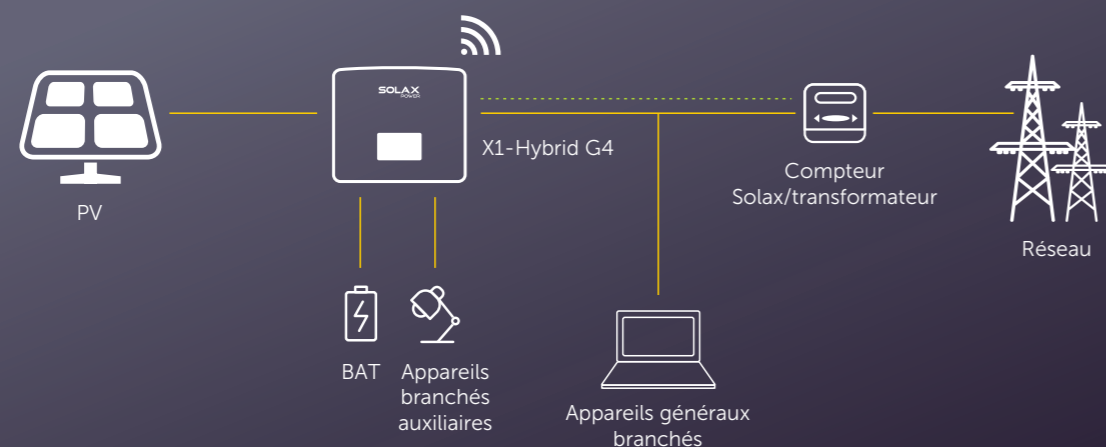 SOLAX
POWER
X1-Hybrid G4
PV
Compteur
Solax/transformateur
Réseau
BAT
Appareils
branchés
auxiliaires
Appareils généraux
branchés